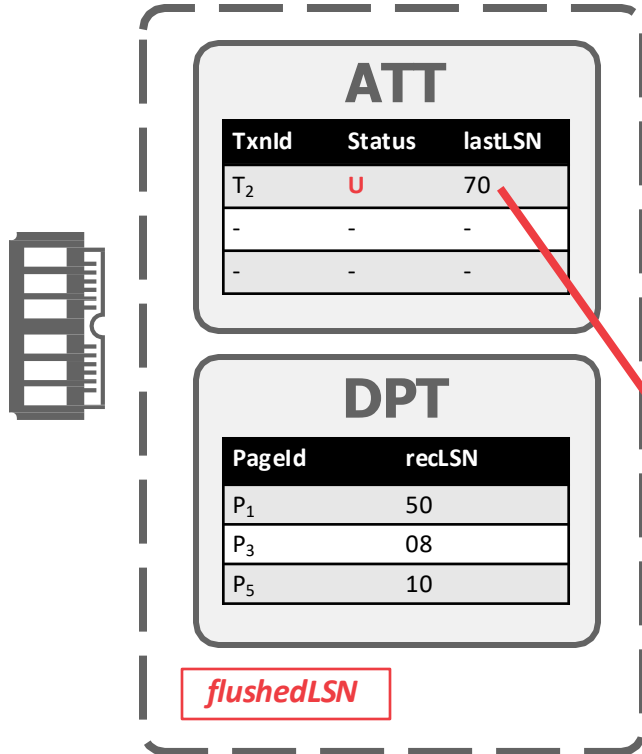 ATT
TxnId Status lastLSN
T₂ U 70
- - -
- - -
DPT
PageId recLSN
P₁ 50
P₃ 08
P₅ 10
flushedLSN